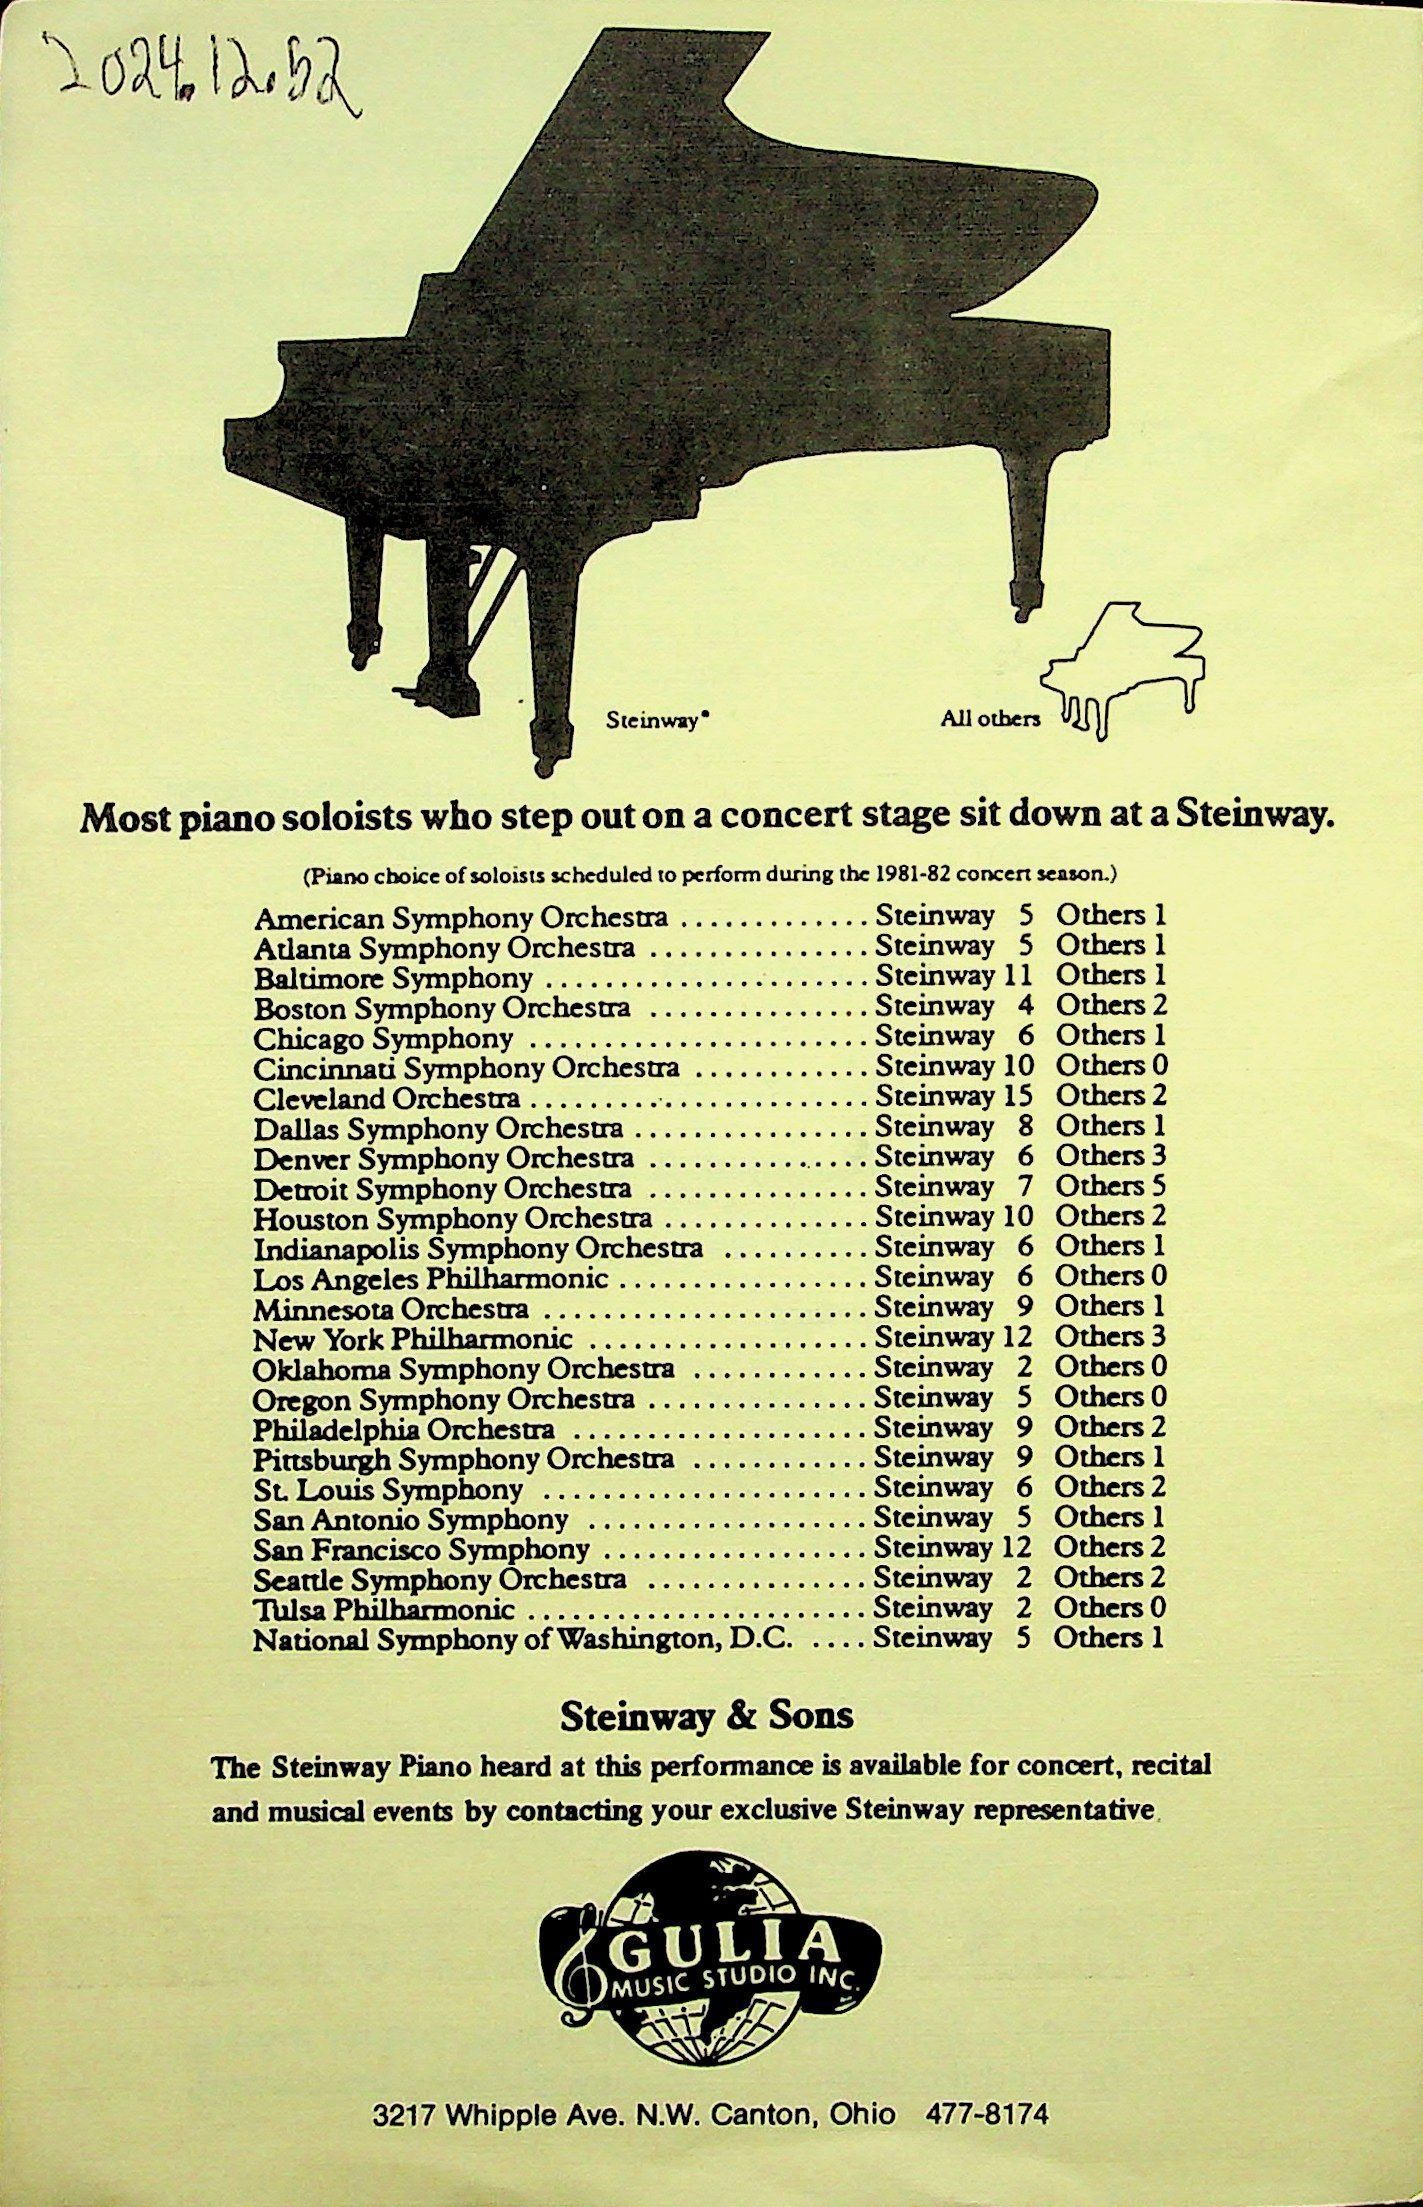 2024.12.52
Steinway®
All others
Most piano soloists who step out on a concert stage sit down at a Steinway.
(Piano choice of soloists scheduled to perform during the 1981-82 concert season.)
American Symphony Orchestra ............. Steinway 5 Others 1
Atlanta Symphony Orchestra ............... Steinway 5 Others 1
Baltimore Symphony ...................... Steinway 11 Others 1
Boston Symphony Orchestra ............... Steinway 4 Others 2
Chicago Symphony ....................... Steinway 6 Others 1
Cincinnati Symphony Orchestra ............ Steinway 10 Others 0
Cleveland Orchestra ....................... Steinway 15 Others 2
Dallas Symphony Orchestra ................ Steinway 8 Others 1
Denver Symphony Orchestra ............... Steinway 6 Others 3
Detroit Symphony Orchestra ............... Steinway 7 Others 5
Houston Symphony Orchestra .............. Steinway 10 Others 2
Indianapolis Symphony Orchestra .......... Steinway 6 Others 1
Los Angeles Philharmonic ................. Steinway 6 Others 0
Minnesota Orchestra ...................... Steinway 9 Others 1
New York Philharmonic ................... Steinway 12 Others 3
Oklahoma Symphony Orchestra ............ Steinway 2 Others 0
Oregon Symphony Orchestra ............... Steinway 5 Others 0
Philadelphia Orchestra .................... Steinway 9 Others 2
Pittsburgh Symphony Orchestra ............ Steinway 9 Others 1
St. Louis Symphony ...................... Steinway 6 Others 2
San Antonio Symphony ................... Steinway 5 Others 1
San Francisco Symphony .................. Steinway 12 Others 2
Seattle Symphony Orchestra ............... Steinway 2 Others 2
Tulsa Philharmonic ....................... Steinway 2 Others 0
National Symphony of Washington, D.C. .... Steinway 5 Others 1
Steinway & Sons
The Steinway Piano heard at this performance is available for concert, recital
and musical events by contacting your exclusive Steinway representative.
GULIA
MUSIC STUDIO INC.
3217 Whipple Ave. N.W. Canton, Ohio 477-8174